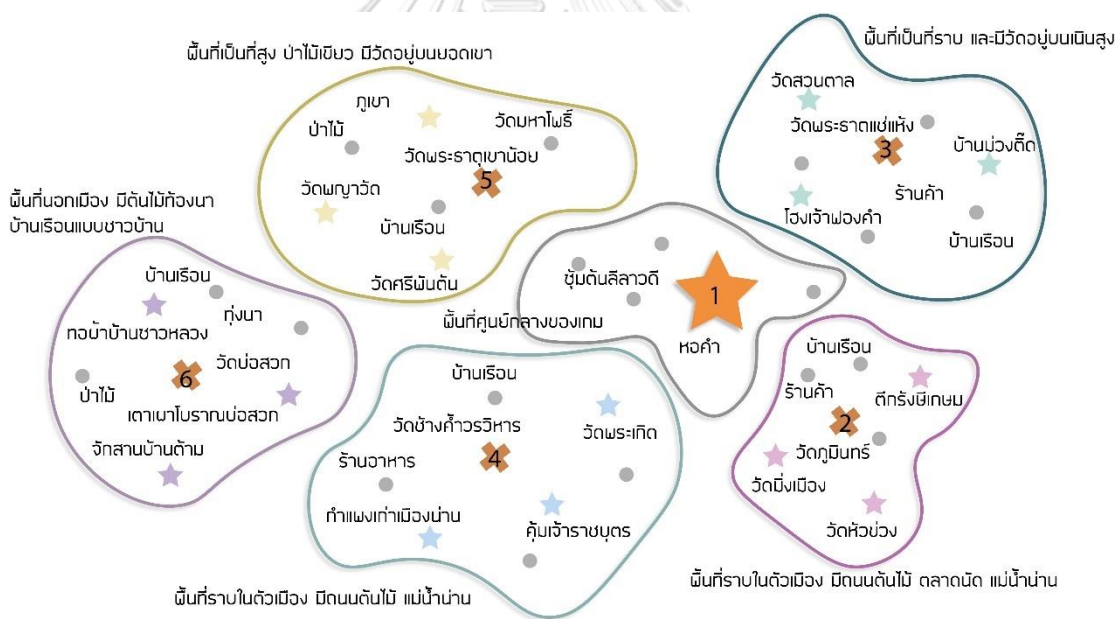 พื้นที่เป็นที่สูง ป่าไม้เขียว มีวัดอยู่บนยอดเขา
ภูเขา
ป่าไม้
วัดมหาโพธิ์
วัดพระธาตุเขาน้อย
5
วัดพญาวัด
บ้านเรือน
วัดศรีพันต้น
พื้นที่เป็นที่ราบ และมีวัดอยู่บนเนินสูง
วัดสวนตาล
วัดพระธาตแช่แห้ง
3
บ้านม่วงติ๊ด
ร้านค้า
โฮงเจ้าฟองคำ
บ้านเรือน
พื้นที่นอกเมือง มีต้นไม้ท้องนา
บ้านเรือนแบบชาวบ้าน
บ้านเรือน
ทุ่งนา
ทอผ้าบ้านซาวหลวง
วัดบ่อสวก
6
ป่าไม้
เตาเผาโบราณบ่อสวก
จักสานบ้านต้าม
ซุ้มต้นลีลาวดี
1
พื้นที่ศูนย์กลางของเกม
หอคำ
บ้านเรือน
วัดช้างค้ำวรวิหาร
วัดพระเกิด
4
ร้านอาหาร
กำแพงเก่าเมืองน่าน
คุ้มเจ้าราชบุตร
พื้นที่ราบในตัวเมือง มีถนนต้นไม้ แม่น้ำน่าน
บ้านเรือน
ร้านค้า
ตึกรังษีเกษม
2
วัดภูมินทร์
วัดมิ่งเมือง
วัดหัวข่วง
พื้นที่ราบในตัวเมือง มีถนนต้นไม้ ตลาดนัด แม่น้ำน่าน